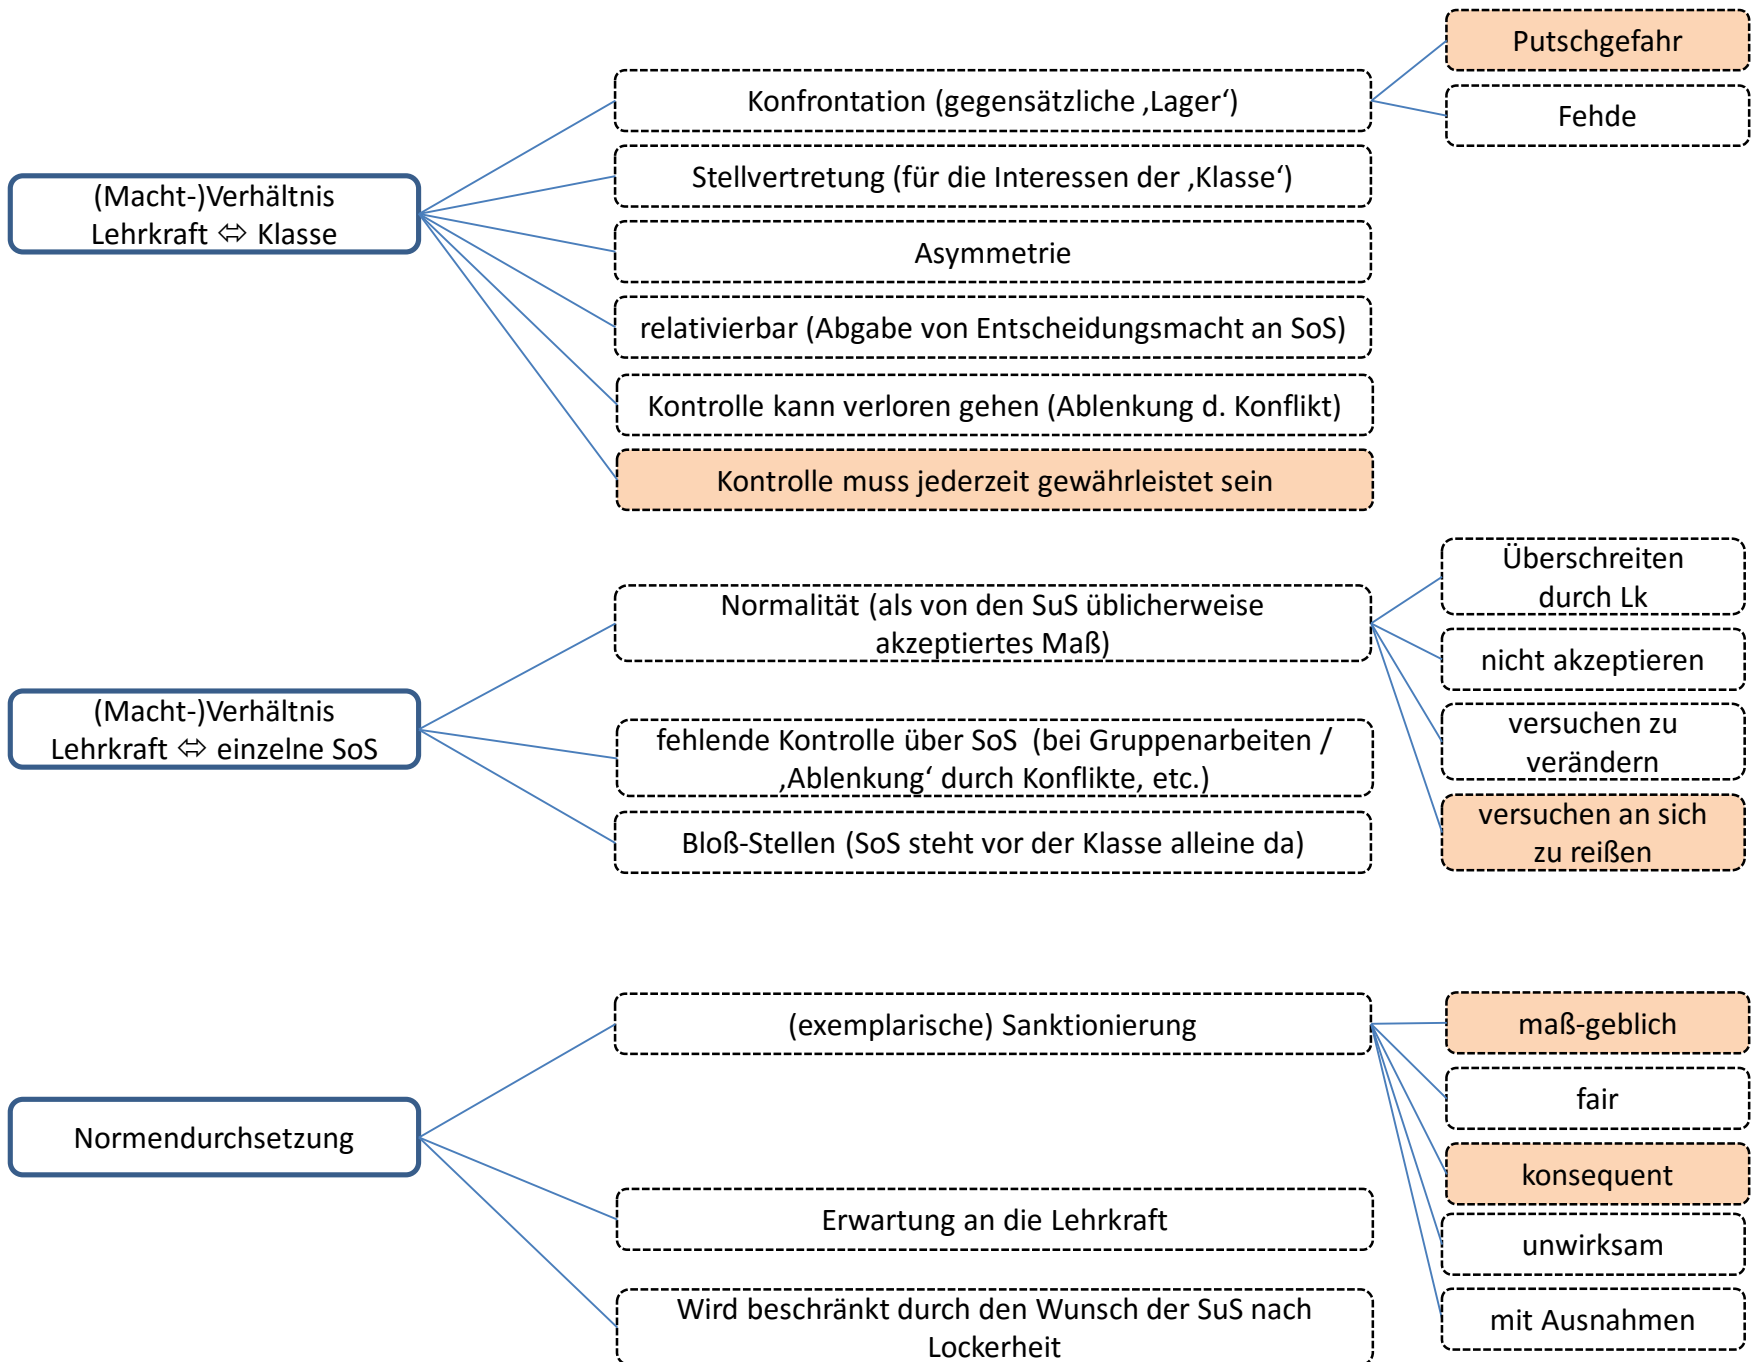 (Macht-)Verhältnis
Lehrkraft ⇔ Klasse
Konfrontation (gegensätzliche ‚Lager‘)
Putschgefahr
Fehde
Stellvertretung (für die Interessen der ‚Klasse‘)
Asymmetrie
relativierbar (Abgabe von Entscheidungsmacht an SoS)
Kontrolle kann verloren gehen (Ablenkung d. Konflikt)
Kontrolle muss jederzeit gewährleistet sein
(Macht-)Verhältnis
Lehrkraft ⇔ einzelne SoS
Normalität (als von den SuS üblicherweise
akzeptiertes Maß)
Überschreiten
durch Lk
nicht akzeptieren
versuchen zu
verändern
versuchen an sich
zu reißen
fehlende Kontrolle über SoS (bei Gruppenarbeiten /
‚Ablenkung‘ durch Konflikte, etc.)
Bloß-Stellen (SoS steht vor der Klasse alleine da)
Normendurchsetzung
(exemplarische) Sanktionierung
maß-geblich
fair
konsequent
unwirksam
mit Ausnahmen
Erwartung an die Lehrkraft
Wird beschränkt durch den Wunsch der SuS nach
Lockerheit